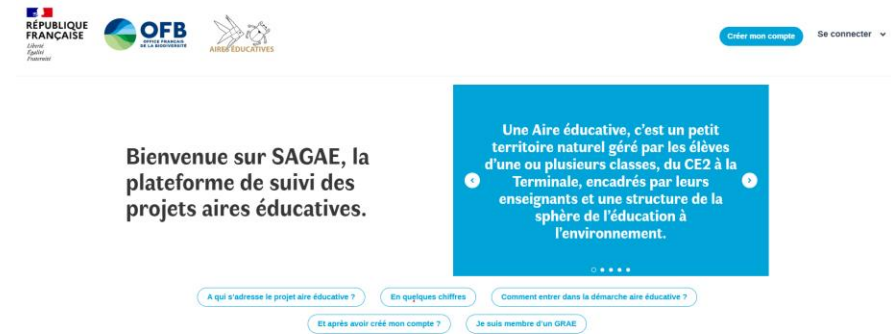 RÉPUBLIQUE
FRANÇAISE
Liberté
Égalité
Fraternité
OFB
OFFICE FRANÇAIS
DE LA BIODIVERSITÉ
AIRES EDUCATIVES
Créer mon compte
Se connecter
Bienvenue sur SAGAE, la
plateforme de suivi des
projets aires éducatives.
Une Aire éducative, c'est un petit
territoire naturel géré par les élèves
d'une ou plusieurs classes, du CE2 à la
Terminale, encadrés par leurs
enseignants et une structure de la
sphère de l'éducation à
l'environnement.
A qui s'adresse le projet aire éducative ?
En quelques chiffres
Comment entrer dans la démarche aire éducative ?
Et après avoir créé mon compte ?
Je suis membre d'un GRAE